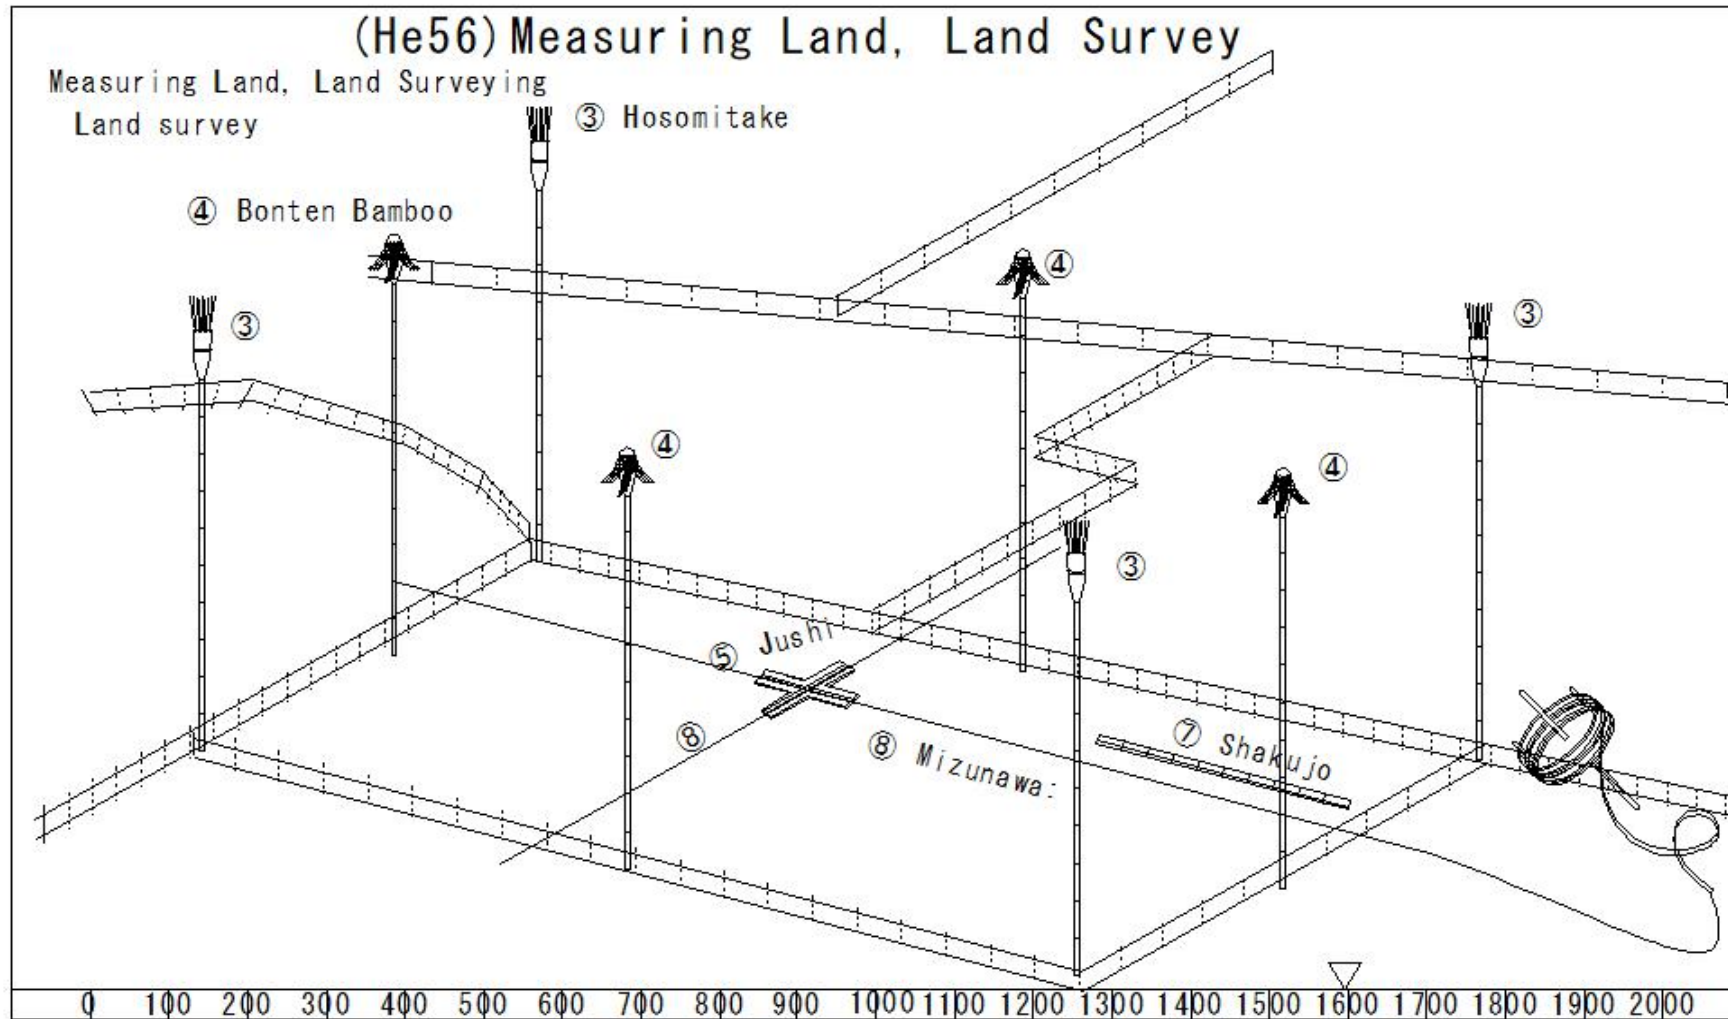 (He56)Measuring Land, Land Survey
Measuring Land, Land Surveying
Land survey
③ Hosomitake
④ Bonten Bamboo
④
③
③
④
④
③
⑤ Jushi
⑧
⑧ Mizunawa:
⑦ Shakujo
0 100 200 300 400 500 600 700 800 900 1000 1100 1200 1300 1400 1500 1600 1700 1800 1900 2000